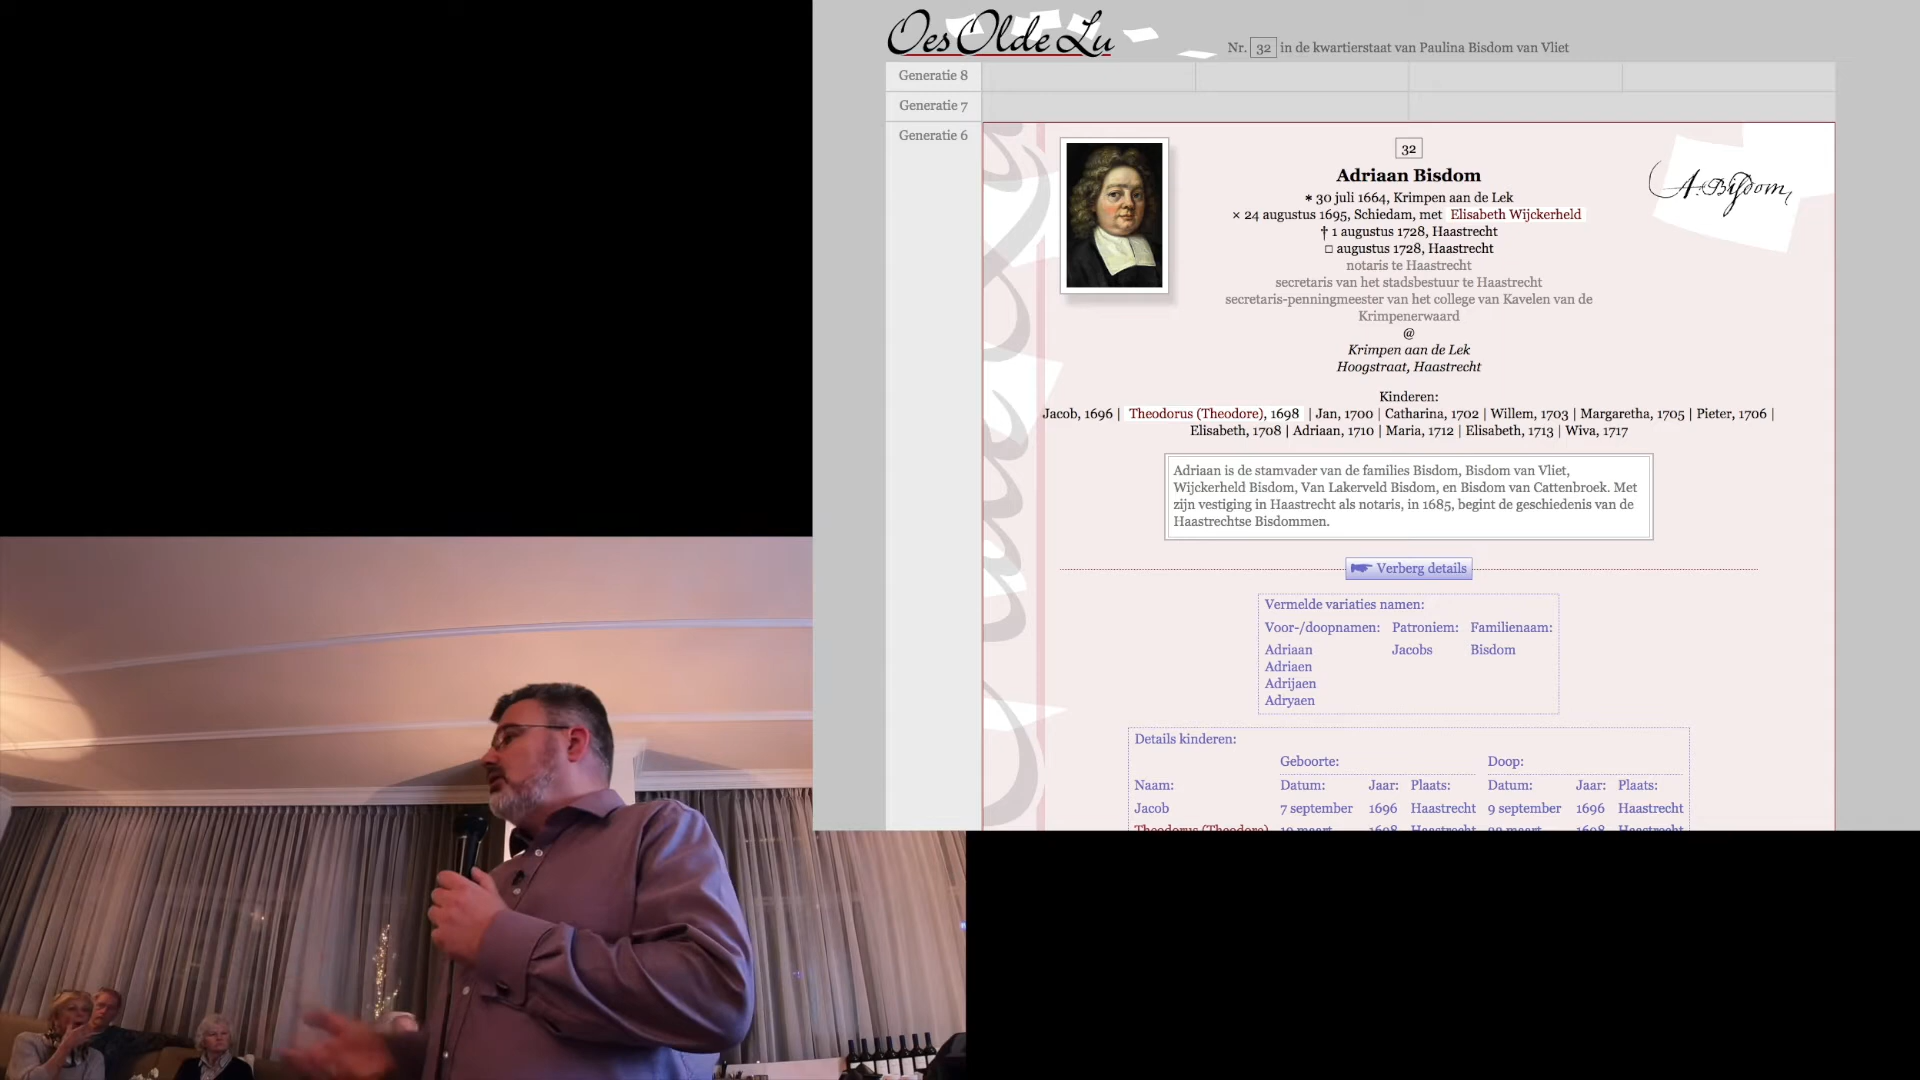 Oes Olde Lu
Nr. 32 in de kwartierstaat van Paulina Bisdom van Vliet
Generatie 8
Generatie 7
Generatie 6
32
Adriaan Bisdom
A. Bisdom
* 30 juli 1664, Krimpen aan de Lek
× 24 augustus 1695, Schiedam, met Elisabeth Wijckerheld
† 1 augustus 1728, Haastrecht
□ augustus 1728, Haastrecht
notaris te Haastrecht
secretaris van het stadsbestuur te Haastrecht
secretaris-penningmeester van het college van Kavelen van de
Krimpenerwaard
@
Krimpen aan de Lek
Hoogstraat, Haastrecht
Kinderen:
Jacob, 1696 | Theodorus (Theodore), 1698 | Jan, 1700 | Catharina, 1702 | Willem, 1703 | Margaretha, 1705 | Pieter, 1706 |
Elisabeth, 1708 | Adriaan, 1710 | Maria, 1712 | Elisabeth, 1713 | Wiva, 1717
Adriaan is de stamvader van de families Bisdom, Bisdom van Vliet,
Wijckerheld Bisdom, Van Lakerveld Bisdom, en Bisdom van Cattenbroek. Met
zijn vestiging in Haastrecht als notaris, in 1685, begint de geschiedenis van de
Haastrechtse Bisdommen.
Verberg details
Vermelde variaties namen:
Voor-/doopnamen: Patroniem: Familienaam:
Adriaan Jacobs Bisdom
Adriaen
Adrijaen
Adryaen
Details kinderen:
Geboorte: Doop:
Naam: Datum: Jaar: Plaats: Datum: Jaar: Plaats:
Jacob 7 september 1696 Haastrecht 9 september 1696 Haastrecht
Theodorus (Theodore) 19 maart 1698 Haastrecht 1698 Haastrecht